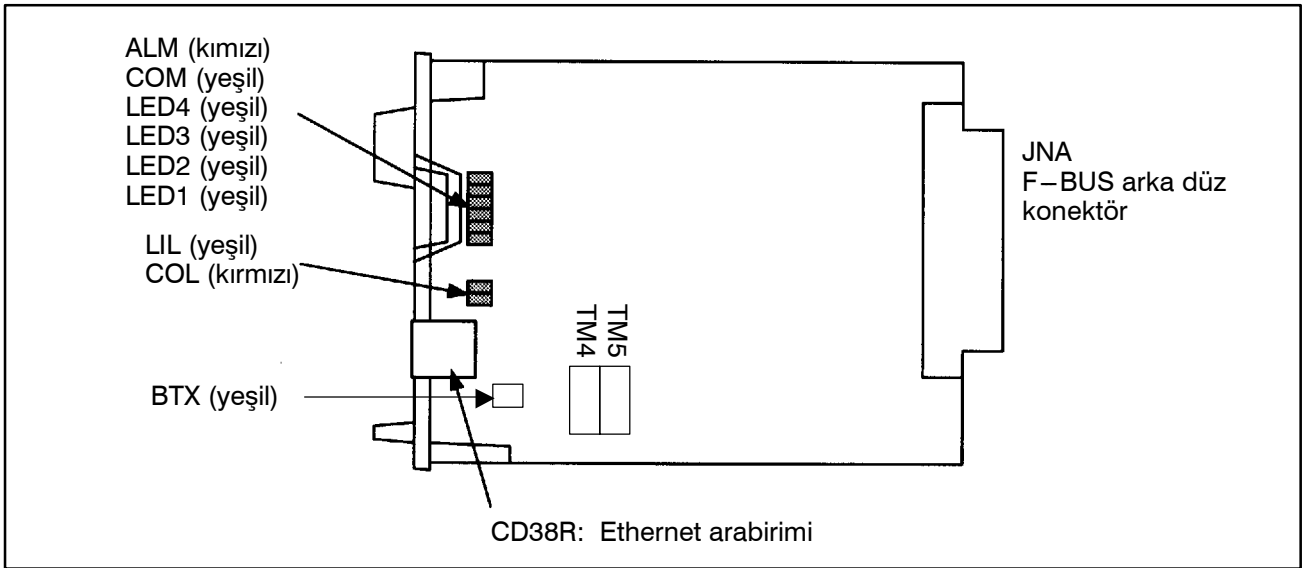 ALM (kımızı)
COM (yeşil)
LED4 (yeşil)
LED3 (yeşil)
LED2 (yeşil)
LED1 (yeşil)
LIL (yeşil)
COL (kırmızı)
BTX (yeşil)
TM4
TM5
JNA
F−BUS arka düz
konektör
CD38R: Ethernet arabirimi